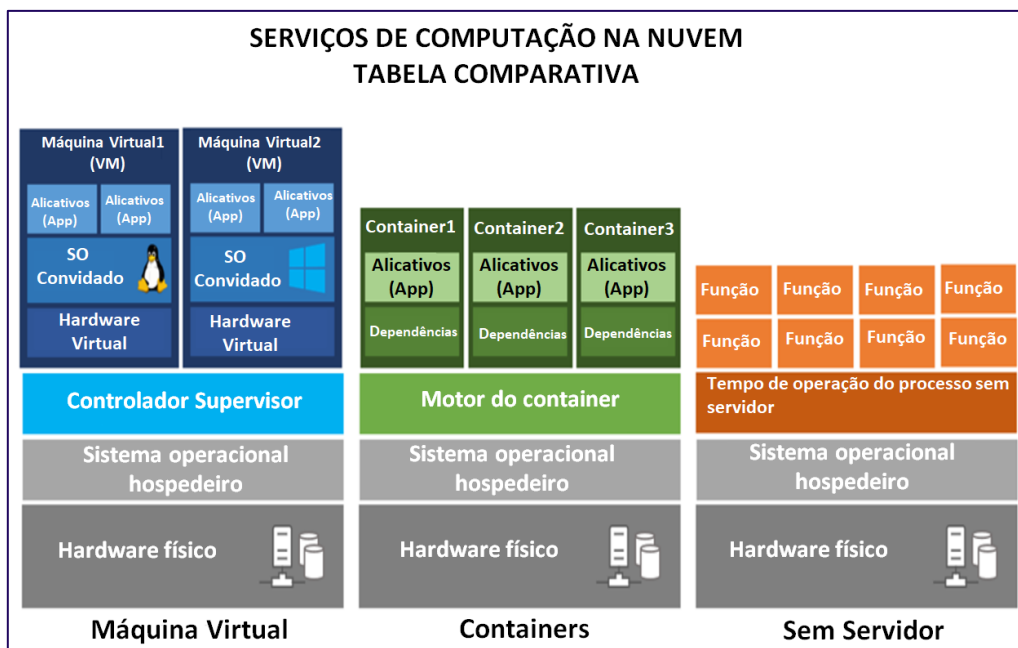 SERVIÇOS DE COMPUTAÇÃO NA NUVEM
TABELA COMPARATIVA
Máquina Virtual1
(VM)
Alicativos
(App)
Alicativos
(App)
SO
Convidado
Hardware
Virtual
Máquina Virtual2
(VM)
Alicativos
(App)
Alicativos
(App)
SO
Convidado
Hardware
Virtual
Controlador Supervisor
Sistema operacional
hospedeiro
Hardware físico
Máquina Virtual
Container1
Alicativos
(App)
Dependências
Container2
Alicativos
(App)
Dependências
Container3
Alicativos
(App)
Dependências
Motor do container
Sistema operacional
hospedeiro
Hardware físico
Containers
Função
Função
Função
Função
Função
Função
Função
Função
Tempo de operação do processo sem
servidor
Sistema operacional
hospedeiro
Hardware físico
Sem Servidor